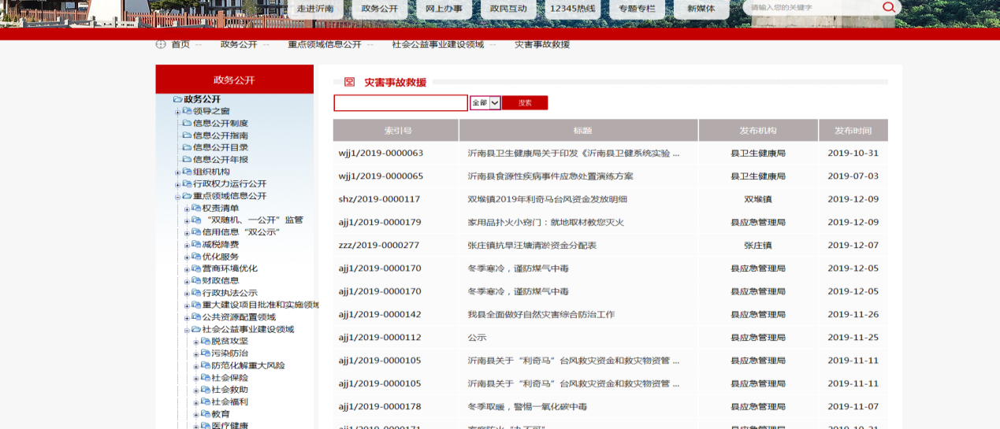 走进沂南 政务公开 网上办事 政民互动 12345热线 专题专栏 新媒体 请输入您的关键字
首页 -- 政务公开 -- 重点领域信息公开 -- 社会公益事业建设领域 -- 灾害事故救援
政务公开
政务公开
领导之窗
信息公开制度
信息公开指南
信息公开目录
信息公开年报
组织机构
行政权力运行公开
重点领域信息公开
权责清单
“双随机、一公开”监管
信用信息“双公示”
减税降费
优化服务
营商环境优化
财政信息
行政执法公示
重大建设项目批准和实施领域
公共资源配置领域
社会公益事业建设领域
脱贫攻坚
污染防治
防范化解重大风险
社会保险
社会救助
社会福利
教育
医疗健康
灾害事故救援
全部 搜索
索引号 标题 发布机构 发布时间
wjj1/2019-0000063 沂南县卫生健康局关于印发《沂南县卫健系统实验 ... 县卫生健康局 2019-10-31
wjj1/2019-0000065 沂南县食源性疾病事件应急处置演练方案 县卫生健康局 2019-07-03
shz/2019-0000117 双堠镇2019年利奇马台风资金发放明细 双堠镇 2019-12-09
ajj1/2019-0000179 家用品扑火小窍门：就地取材教您灭火 县应急管理局 2019-12-09
zzz/2019-0000277 张庄镇抗旱汪塘清淤资金分配表 张庄镇 2019-12-07
ajj1/2019-0000170 冬季寒冷，谨防煤气中毒 县应急管理局 2019-12-05
ajj1/2019-0000170 冬季寒冷，谨防煤气中毒 县应急管理局 2019-12-05
ajj1/2019-0000142 我县全面做好自然灾害综合防治工作 县应急管理局 2019-11-26
ajj1/2019-0000112 公示 县应急管理局 2019-11-25
ajj1/2019-0000105 沂南县关于“利奇马”台风救灾资金和救灾物资管 ... 县应急管理局 2019-11-11
ajj1/2019-0000105 沂南县关于“利奇马”台风救灾资金和救灾物资管 ... 县应急管理局 2019-11-11
ajj1/2019-0000178 冬季取暖，警惕一氧化碳中毒 县应急管理局 2019-11-07